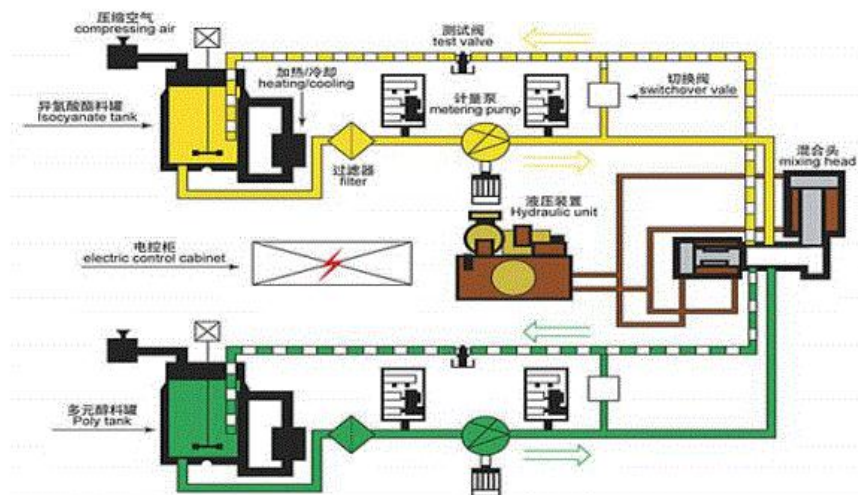 压缩空气
compressing air
测试阀
test valve
加热/冷却
heating/cooling
切换阀
switchover vale
计量泵
metering pump
异氰酸酯料罐
Isocyanate tank
混合头
mixing head
过滤器
filter
液压装置
Hydraulic unit
电控柜
electric control cabinet
多元醇料罐
Poly tank